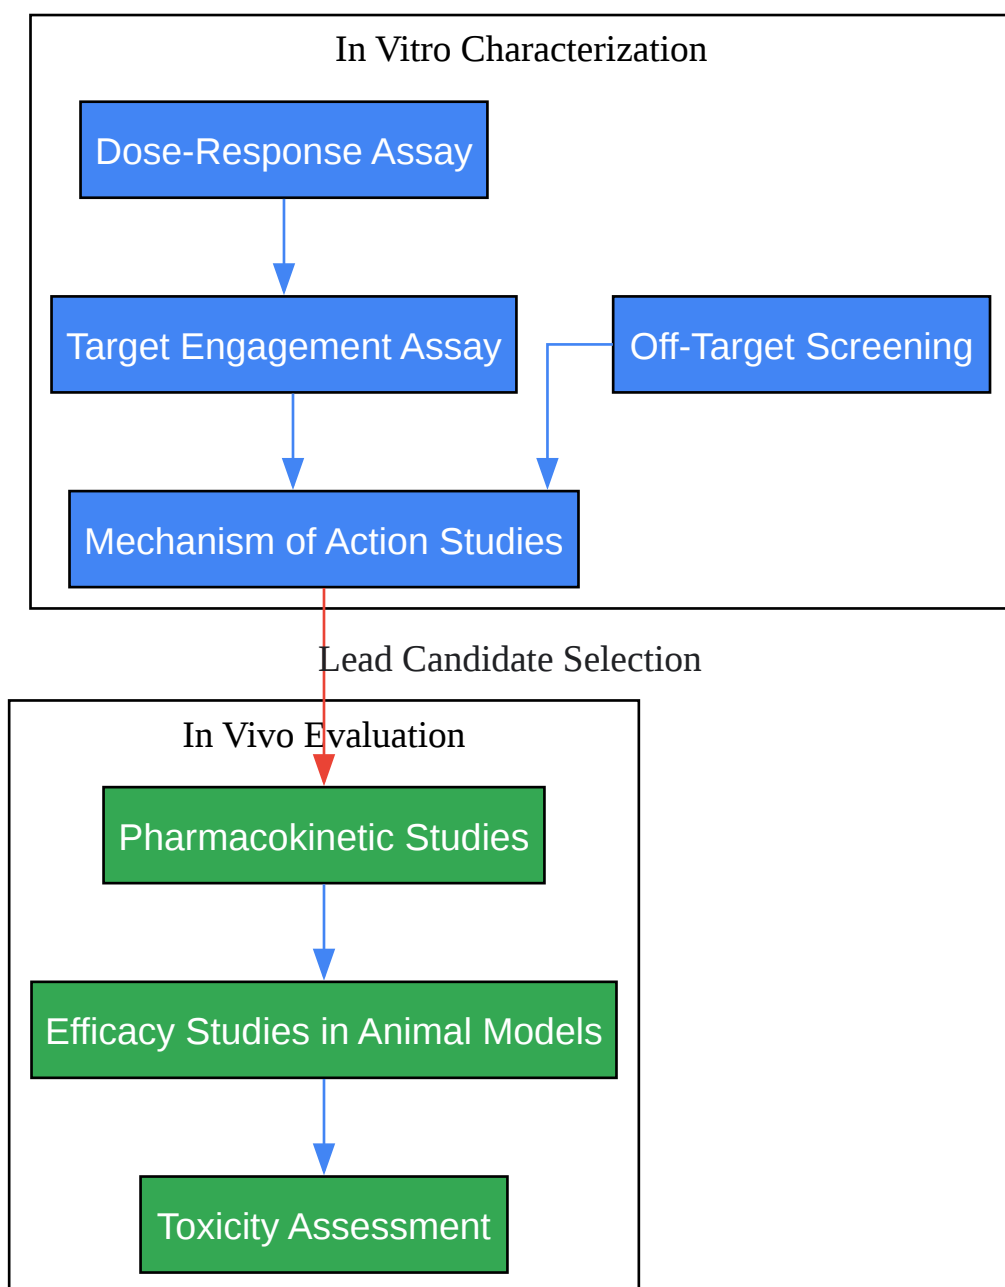 In Vitro Characterization
Dose-Response Assay
Target Engagement Assay
Off-Target Screening
Mechanism of Action Studies
Lead Candidate Selection
In Vivo Evaluation
Pharmacokinetic Studies
Efficacy Studies in Animal Models
Toxicity Assessment